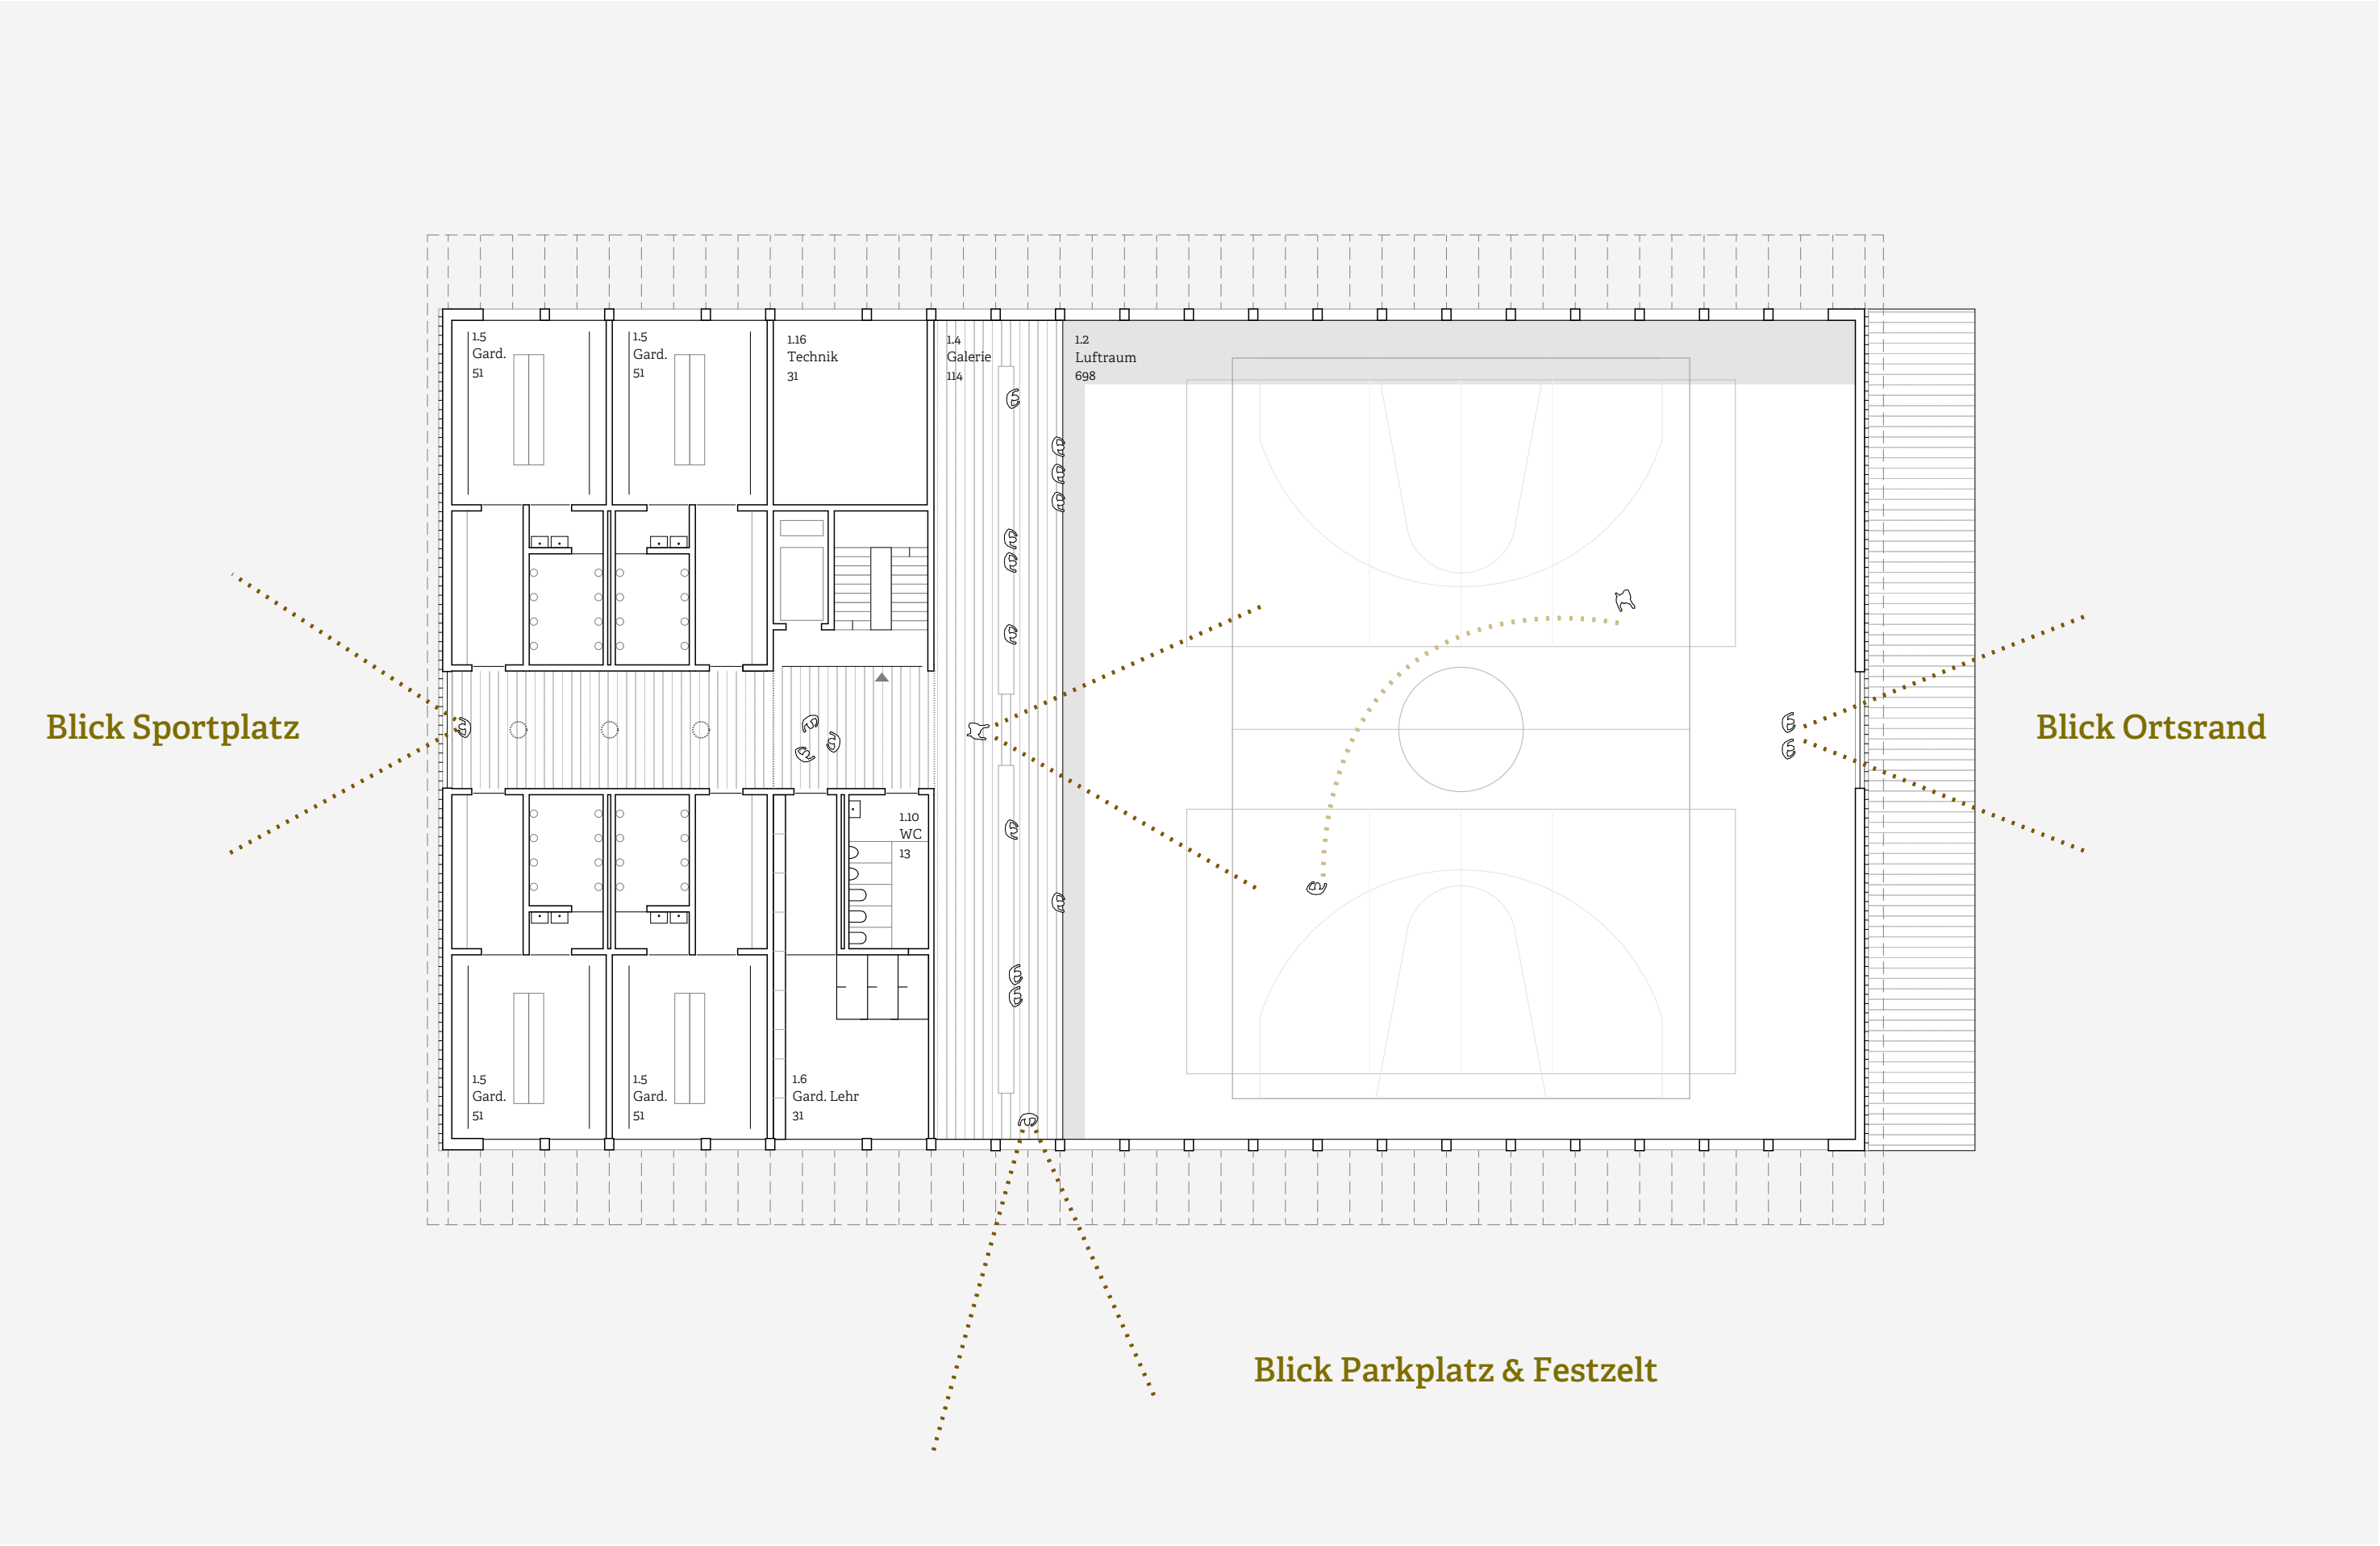 1.5
Gard.
51
1.5
Gard.
51
1.16
Technik
31
1.4
Galerie
114
1.2
Luftraum
698
Blick Sportplatz
Blick Ortsrand
1.10
WC
13
1.5
Gard.
51
1.5
Gard.
51
1.6
Gard. Lehr
31
Blick Parkplatz & Festzelt